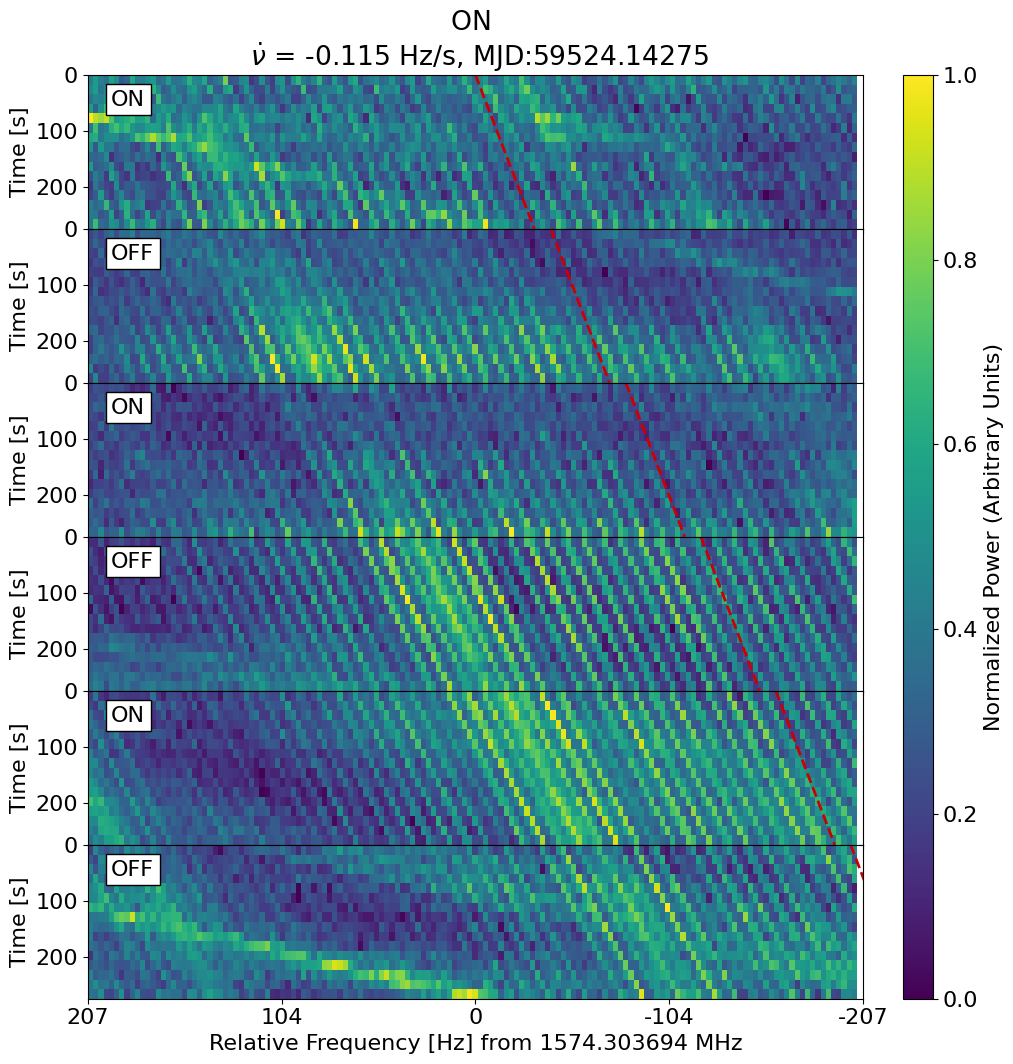 ON
ν̇ = -0.115 Hz/s, MJD:59524.14275
0
100
200
Time [s]
ON
0
100
200
Time [s]
OFF
0
100
200
Time [s]
ON
0
100
200
Time [s]
OFF
0
100
200
Time [s]
ON
0
100
200
Time [s]
OFF
207 104 0 -104 -207
Relative Frequency [Hz] from 1574.303694 MHz
1.0
0.8
0.6
0.4
0.2
0.0
Normalized Power (Arbitrary Units)